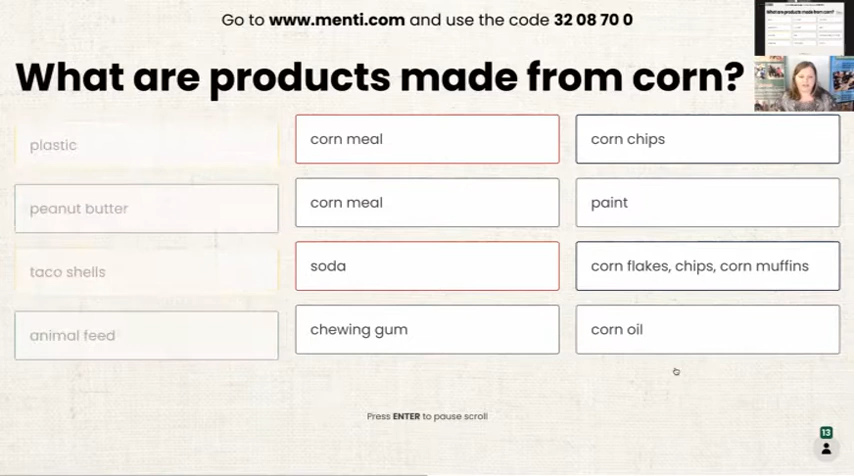 Go to www.menti.com and use the code 32 08 70 0
What are products made from corn?
plastic
corn meal
corn chips
peanut butter
corn meal
paint
taco shells
soda
corn flakes, chips, corn muffins
animal feed
chewing gum
corn oil
Press ENTER to pause scroll
13